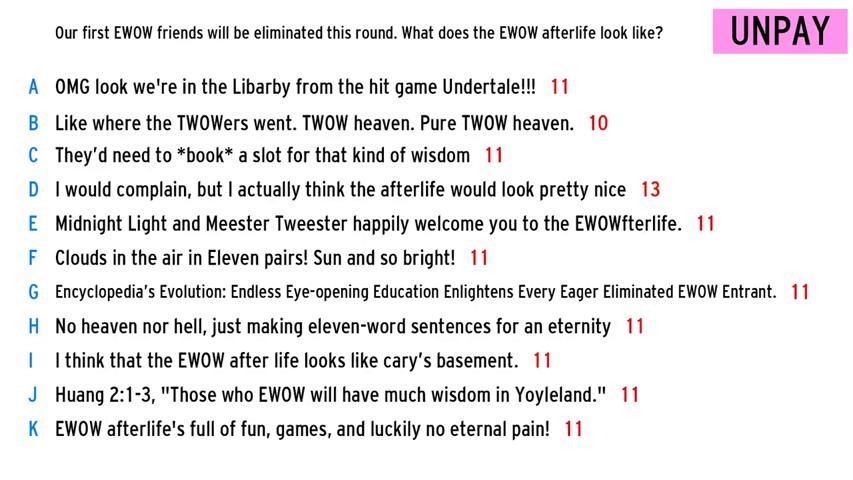 Our first EWOW friends will be eliminated this round. What does the EWOW afterlife look like?
UNPAY
A OMG look we're in the Libarby from the hit game Undertale!!! 11
B Like where the TWOWers went. TWOW heaven. Pure TWOW heaven. 10
C They’d need to *book* a slot for that kind of wisdom 11
D I would complain, but I actually think the afterlife would look pretty nice 13
E Midnight Light and Meester Tweester happily welcome you to the EWOWfterlife. 11
F Clouds in the air in Eleven pairs! Sun and so bright! 11
G Encyclopedia’s Evolution: Endless Eye-opening Education Enlightens Every Eager Eliminated EWOW Entrant. 11
H No heaven nor hell, just making eleven-word sentences for an eternity 11
I I think that the EWOW after life looks like cary’s basement. 11
J Huang 2:1-3, "Those who EWOW will have much wisdom in Yoyleland." 11
K EWOW afterlife's full of fun, games, and luckily no eternal pain! 11